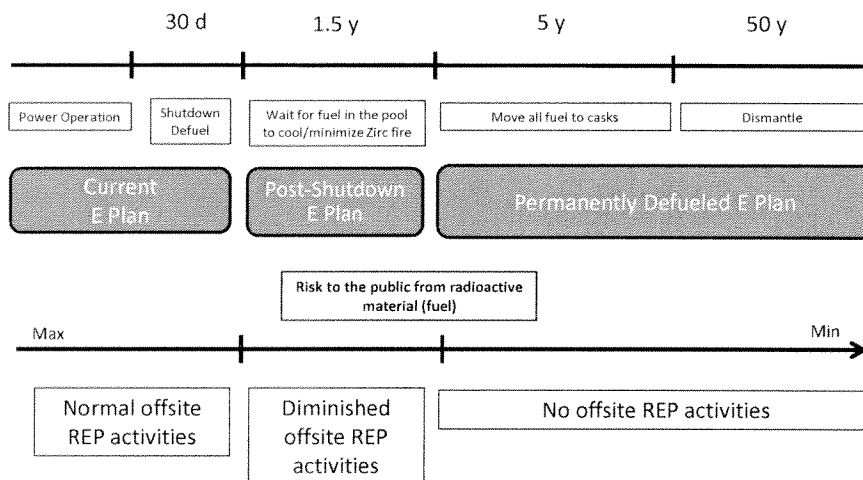 30 d 1.5 y 5 y 50 y
Power Operation
Shutdown
Defuel
Wait for fuel in the pool
to cool/minimize Zirc fire
Move all fuel to casks
Dismantle
Current
E Plan
Post-Shutdown
E Plan
Permanently Defueled E Plan
Risk to the public from radioactive
material (fuel)
Max
Min
Normal offsite
REP activities
Diminished
offsite REP
activities
No offsite REP activities